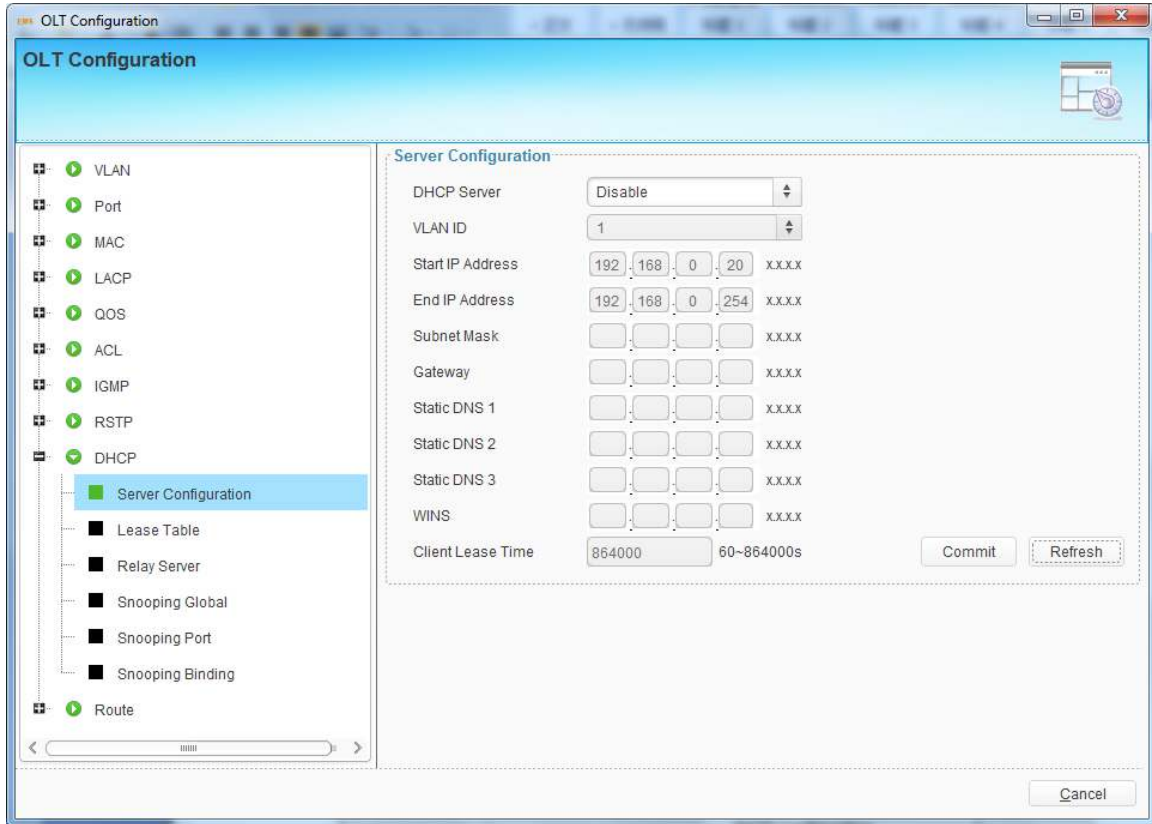 EMS OLT Configuration
OLT Configuration
VLAN
Port
MAC
LACP
QOS
ACL
IGMP
RSTP
DHCP
Server Configuration
Lease Table
Relay Server
Snooping Global
Snooping Port
Snooping Binding
Route
Server Configuration
DHCP Server Disable
VLAN ID 1
Start IP Address 192 . 168 . 0 . 20 x.x.x.x
End IP Address 192 . 168 . 0 . 254 x.x.x.x
Subnet Mask . . . x.x.x.x
Gateway . . . x.x.x.x
Static DNS 1 . . . x.x.x.x
Static DNS 2 . . . x.x.x.x
Static DNS 3 . . . x.x.x.x
WINS . . . x.x.x.x
Client Lease Time 864000 60~864000s Commit Refresh
Cancel